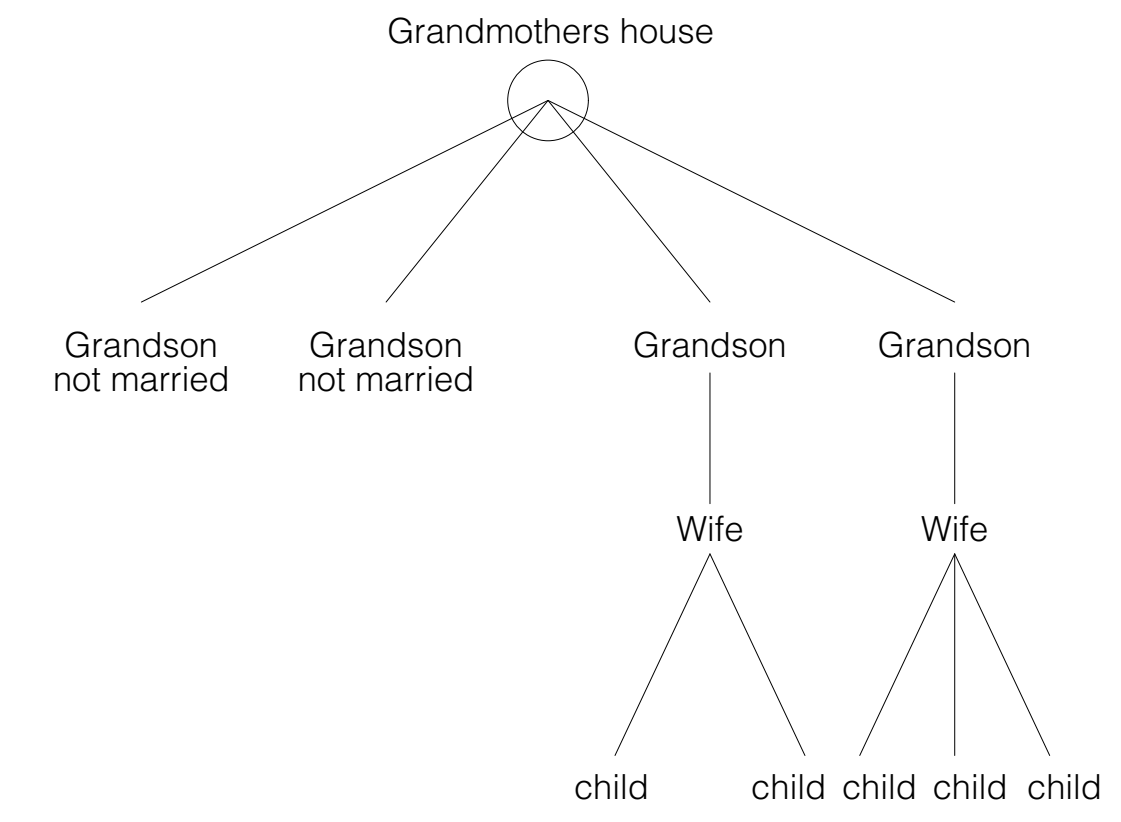 Grandmothers house
Grandson
not married
Grandson
not married
Grandson
Grandson
Wife
Wife
child
child
child
child
child